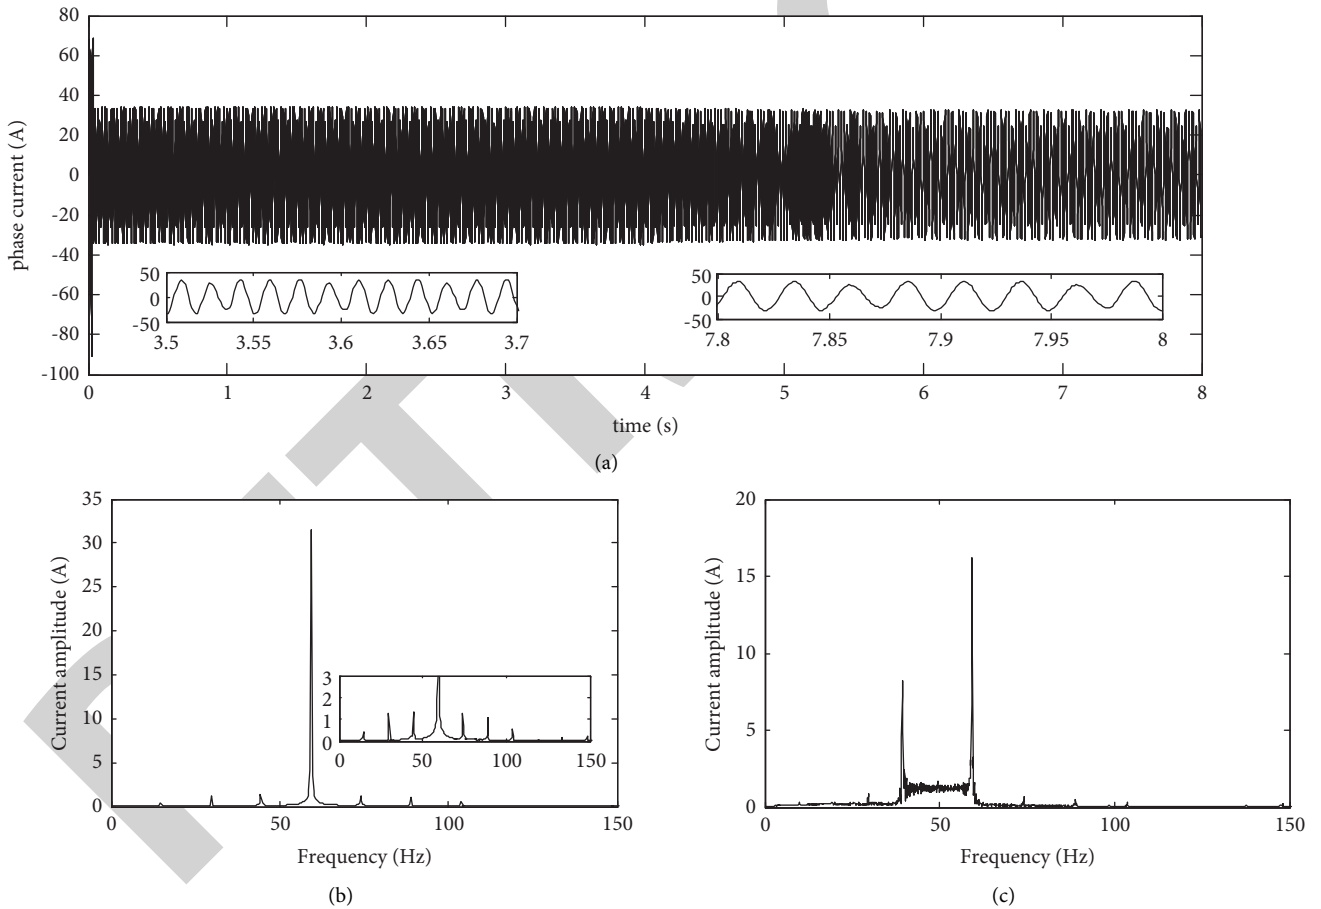 80
60
40
20
0
-20
-40
-60
-80
-100
phase current (A)
50
0
-50
3.5 3.55 3.6 3.65 3.7
50
0
-50
7.8 7.85 7.9 7.95 8
0 1 2 3 4 5 6 7 8
time (s)
(a)
35
30
25
20
15
10
5
0
Current amplitude (A)
3
2
1
0
0 50 100 150
0 50 100 150
Frequency (Hz)
(b)
20
15
10
5
0
Current amplitude (A)
0 50 100 150
Frequency (Hz)
(c)